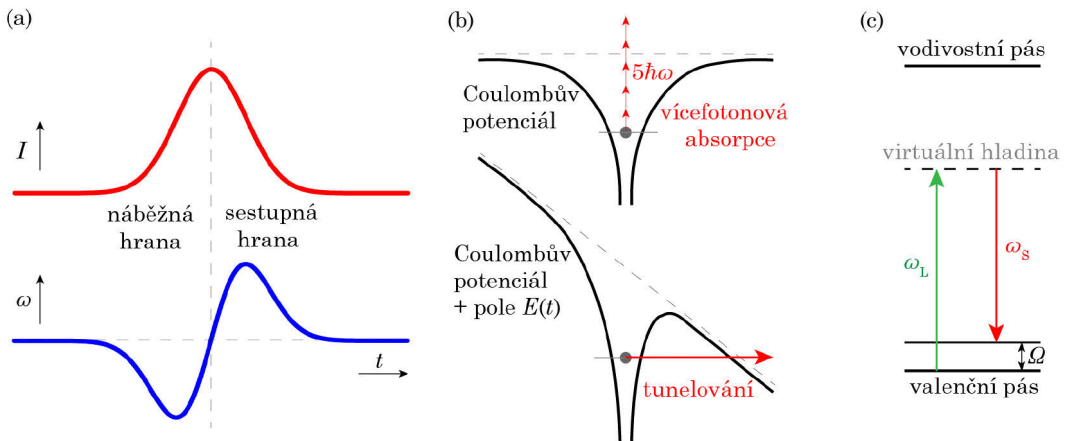 (a)
I
náběžná
hrana
sestupná
hrana
ω
t
(b)
5ħω
Coulombův
potenciál
vícefotonová
absorpce
Coulombův
potenciál
+ pole E(t)
tunelování
(c)
vodivostní pás
virtuální hladina
ω_L
ω_S
Ω
valenční pás